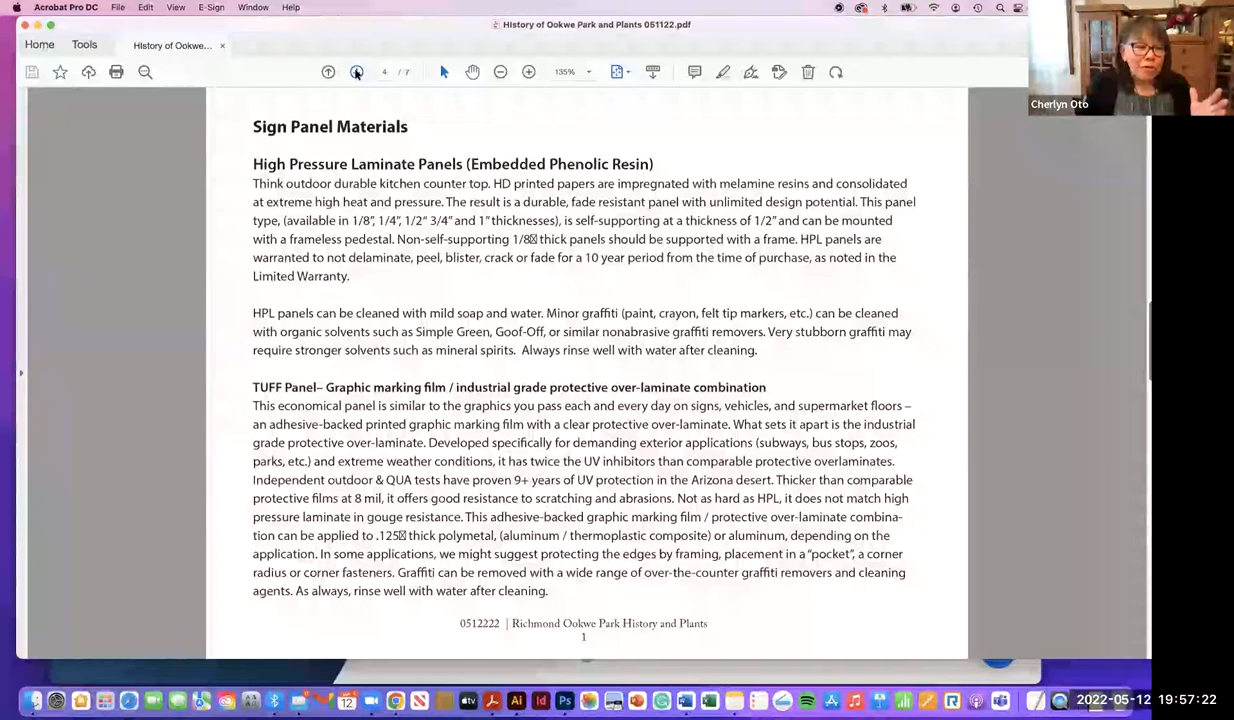 Acrobat Pro DC File Edit View E-Sign Window Help
History of Ookwe Park and Plants 051122.pdf
Home Tools History of Ookwe... ×
4 / 7 135%
Cherlyn Oto
Sign Panel Materials
High Pressure Laminate Panels (Embedded Phenolic Resin)
Think outdoor durable kitchen counter top. HD printed papers are impregnated with melamine resins and consolidated
at extreme high heat and pressure. The result is a durable, fade resistant panel with unlimited design potential. This panel
type, (available in 1/8”, 1/4”, 1/2“ 3/4” and 1” thicknesses), is self-supporting at a thickness of 1/2” and can be mounted
with a frameless pedestal. Non-self-supporting 1/8 thick panels should be supported with a frame. HPL panels are
warranted to not delaminate, peel, blister, crack or fade for a 10 year period from the time of purchase, as noted in the
Limited Warranty.
HPL panels can be cleaned with mild soap and water. Minor graffiti (paint, crayon, felt tip markers, etc.) can be cleaned
with organic solvents such as Simple Green, Goof-Off, or similar nonabrasive graffiti removers. Very stubborn graffiti may
require stronger solvents such as mineral spirits. Always rinse well with water after cleaning.
TUFF Panel– Graphic marking film / industrial grade protective over-laminate combination
This economical panel is similar to the graphics you pass each and every day on signs, vehicles, and supermarket floors –
an adhesive-backed printed graphic marking film with a clear protective over-laminate. What sets it apart is the industrial
grade protective over-laminate. Developed specifically for demanding exterior applications (subways, bus stops, zoos,
parks, etc.) and extreme weather conditions, it has twice the UV inhibitors than comparable protective overlaminates.
Independent outdoor & QUA tests have proven 9+ years of UV protection in the Arizona desert. Thicker than comparable
protective films at 8 mil, it offers good resistance to scratching and abrasions. Not as hard as HPL, it does not match high
pressure laminate in gouge resistance. This adhesive-backed graphic marking film / protective over-laminate combina-
tion can be applied to .125 thick polymetal, (aluminum / thermoplastic composite) or aluminum, depending on the
application. In some applications, we might suggest protecting the edges by framing, placement in a “pocket”, a corner
radius or corner fasteners. Graffiti can be removed with a wide range of over-the-counter graffiti removers and cleaning
agents. As always, rinse well with water after cleaning.
0512222 | Richmond Ookwe Park History and Plants
1
2022-05-12 19:57:22